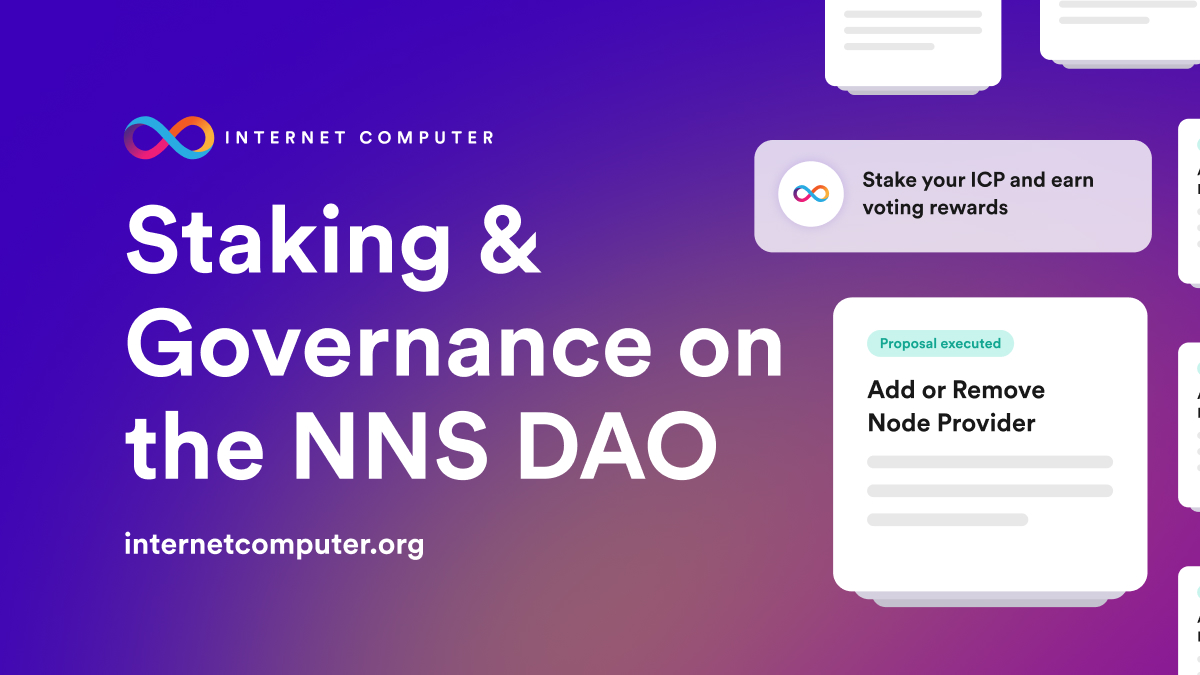 INTERNET COMPUTER
Staking &
Governance on
the NNS DAO
internetcomputer.org
Stake your ICP and earn
voting rewards
Proposal executed
Add or Remove
Node Provider